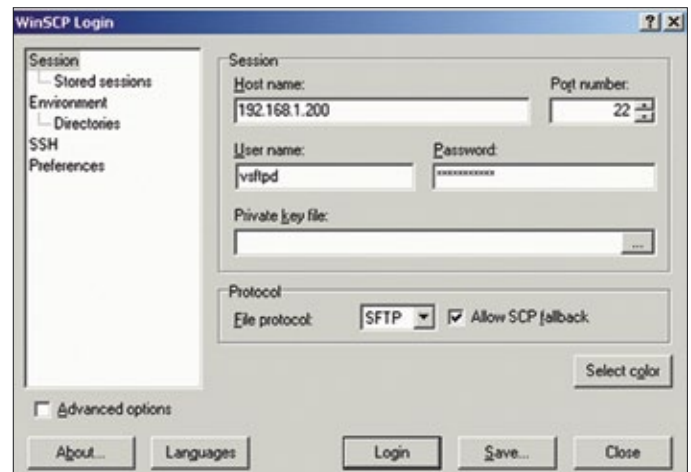 WinSCP Login
Session
Stored sessions
Environment
Directories
SSH
Preferences
Session
Host name:
Port number:
192.168.1.200
22
User name:
Password:
vsftpd
***********
Private key file:
...
Protocol
File protocol:
SFTP
Allow SCP fallback
Select color
Advanced options
About...
Languages
Login
Save...
Close